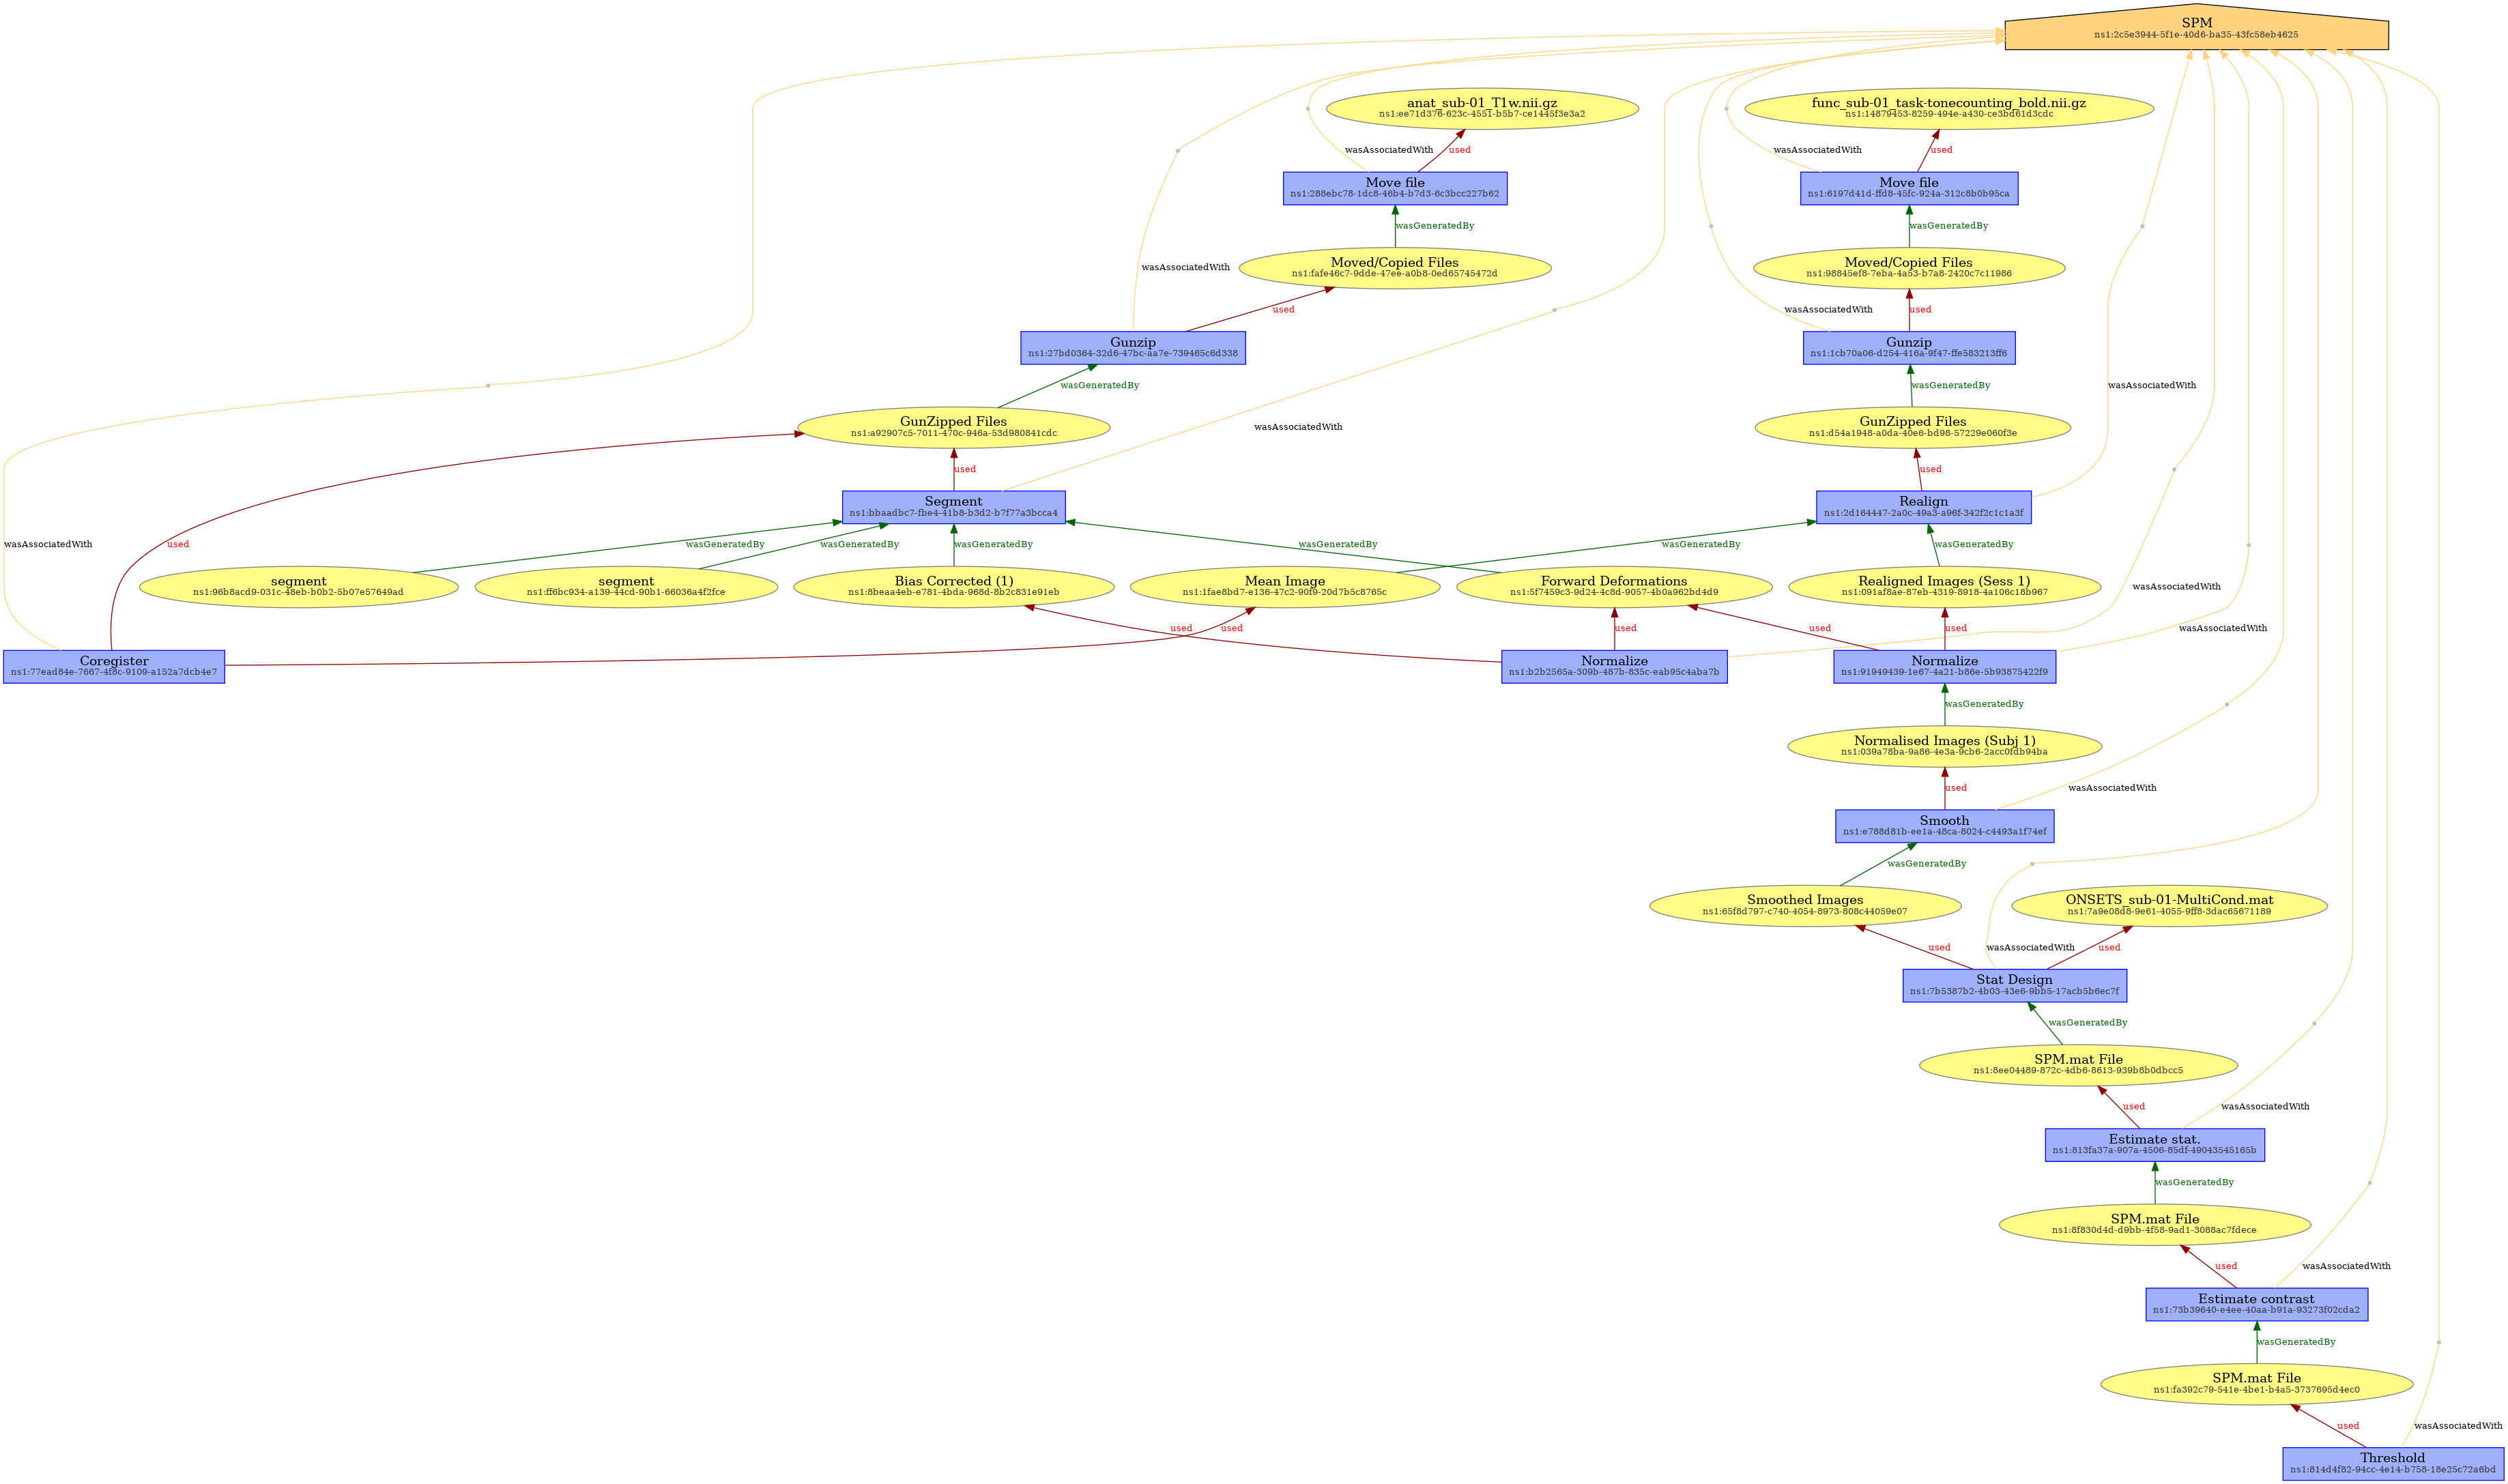 SPM
ns1:2c5e3944-5f1e-40d6-ba35-43fc58eb4625
anat_sub-01_T1w.nii.gz
ns1:ee71d376-623c-4551-b5b7-ce1445f3e3a2
func_sub-01_task-tonecounting_bold.nii.gz
ns1:14879453-8259-494e-a430-ce3bd61d3cdc
wasAssociatedWith
used
wasAssociatedWith
used
Move file
ns1:288ebc78-1dc8-46b4-b7d3-6c3bcc227b62
Move file
ns1:6197d41d-ffd8-45fc-924a-312c8b0b95ca
wasGeneratedBy
wasGeneratedBy
wasAssociatedWith
Moved/Copied Files
ns1:fafe46c7-9dde-47ee-a0b8-0ed65745472d
Moved/Copied Files
ns1:98845ef8-7eba-4a53-b7a8-2420c7c11986
used
wasAssociatedWith
used
Gunzip
ns1:27bd0364-32d6-47bc-aa7e-739465c6d338
Gunzip
ns1:1cb70a06-d254-416a-9f47-ffe583213ff6
wasGeneratedBy
wasGeneratedBy
wasAssociatedWith
GunZipped Files
ns1:a92907c5-7011-470c-946a-53d980841cdc
wasAssociatedWith
GunZipped Files
ns1:d54a1948-a0da-40e6-bd98-57229e060f3e
used
used
Segment
ns1:bbaadbc7-fbe4-41b8-b3d2-b7f77a3bcca4
Realign
ns1:2d164447-2a0c-49a3-a96f-342f2c1c1a3f
wasAssociatedWith
used
wasGeneratedBy
wasGeneratedBy
wasGeneratedBy
wasGeneratedBy
wasGeneratedBy
wasGeneratedBy
segment
ns1:96b8acd9-031c-48eb-b0b2-5b07e57649ad
segment
ns1:ff6bc934-a139-44cd-90b1-66036a4f2fce
Bias Corrected (1)
ns1:8beaa4eb-e781-4bda-968d-8b2c831e91eb
Mean Image
ns1:1fae8bd7-e136-47c2-90f9-20d7b5c8765c
Forward Deformations
ns1:5f7459c3-9d24-4c8d-9057-4b0a962bd4d9
Realigned Images (Sess 1)
ns1:091af8ae-87eb-4319-8918-4a106c18b967
wasAssociatedWith
used
used
used
used
used
wasAssociatedWith
Coregister
ns1:77ead84e-7667-4f8c-9109-a152a7dcb4e7
Normalize
ns1:b2b2565a-309b-487b-835c-eab95c4aba7b
Normalize
ns1:91949439-1e67-4a21-b86e-5b93875422f9
wasGeneratedBy
Normalised Images (Subj 1)
ns1:039a78ba-9a86-4e3a-9cb6-2acc0fdb94ba
used
wasAssociatedWith
Smooth
ns1:e788d81b-ee1a-48ca-8024-c4493a1f74ef
wasGeneratedBy
Smoothed Images
ns1:65f8d797-c740-4054-8973-808c44059e07
ONSETS_sub-01-MultiCond.mat
ns1:7a9e08d8-9e61-4055-9ff8-3dac65671189
used
wasAssociatedWith
used
Stat Design
ns1:7b5387b2-4b03-43e6-9bb5-17acb5b6ec7f
wasGeneratedBy
SPM.mat File
ns1:8ee04489-872c-4db6-8613-939b8b0dbcc5
used
wasAssociatedWith
Estimate stat.
ns1:813fa37a-907a-4506-85df-49043545165b
wasGeneratedBy
SPM.mat File
ns1:8f830d4d-d9bb-4f58-9ad1-3088ac7fdece
used
wasAssociatedWith
Estimate contrast
ns1:73b39640-e4ee-40aa-b91a-93273f02cda2
wasGeneratedBy
SPM.mat File
ns1:fa392c79-541e-4be1-b4a5-3737695d4ec0
used
wasAssociatedWith
Threshold
ns1:814d4f82-94cc-4e14-b758-18e25c72a6bd